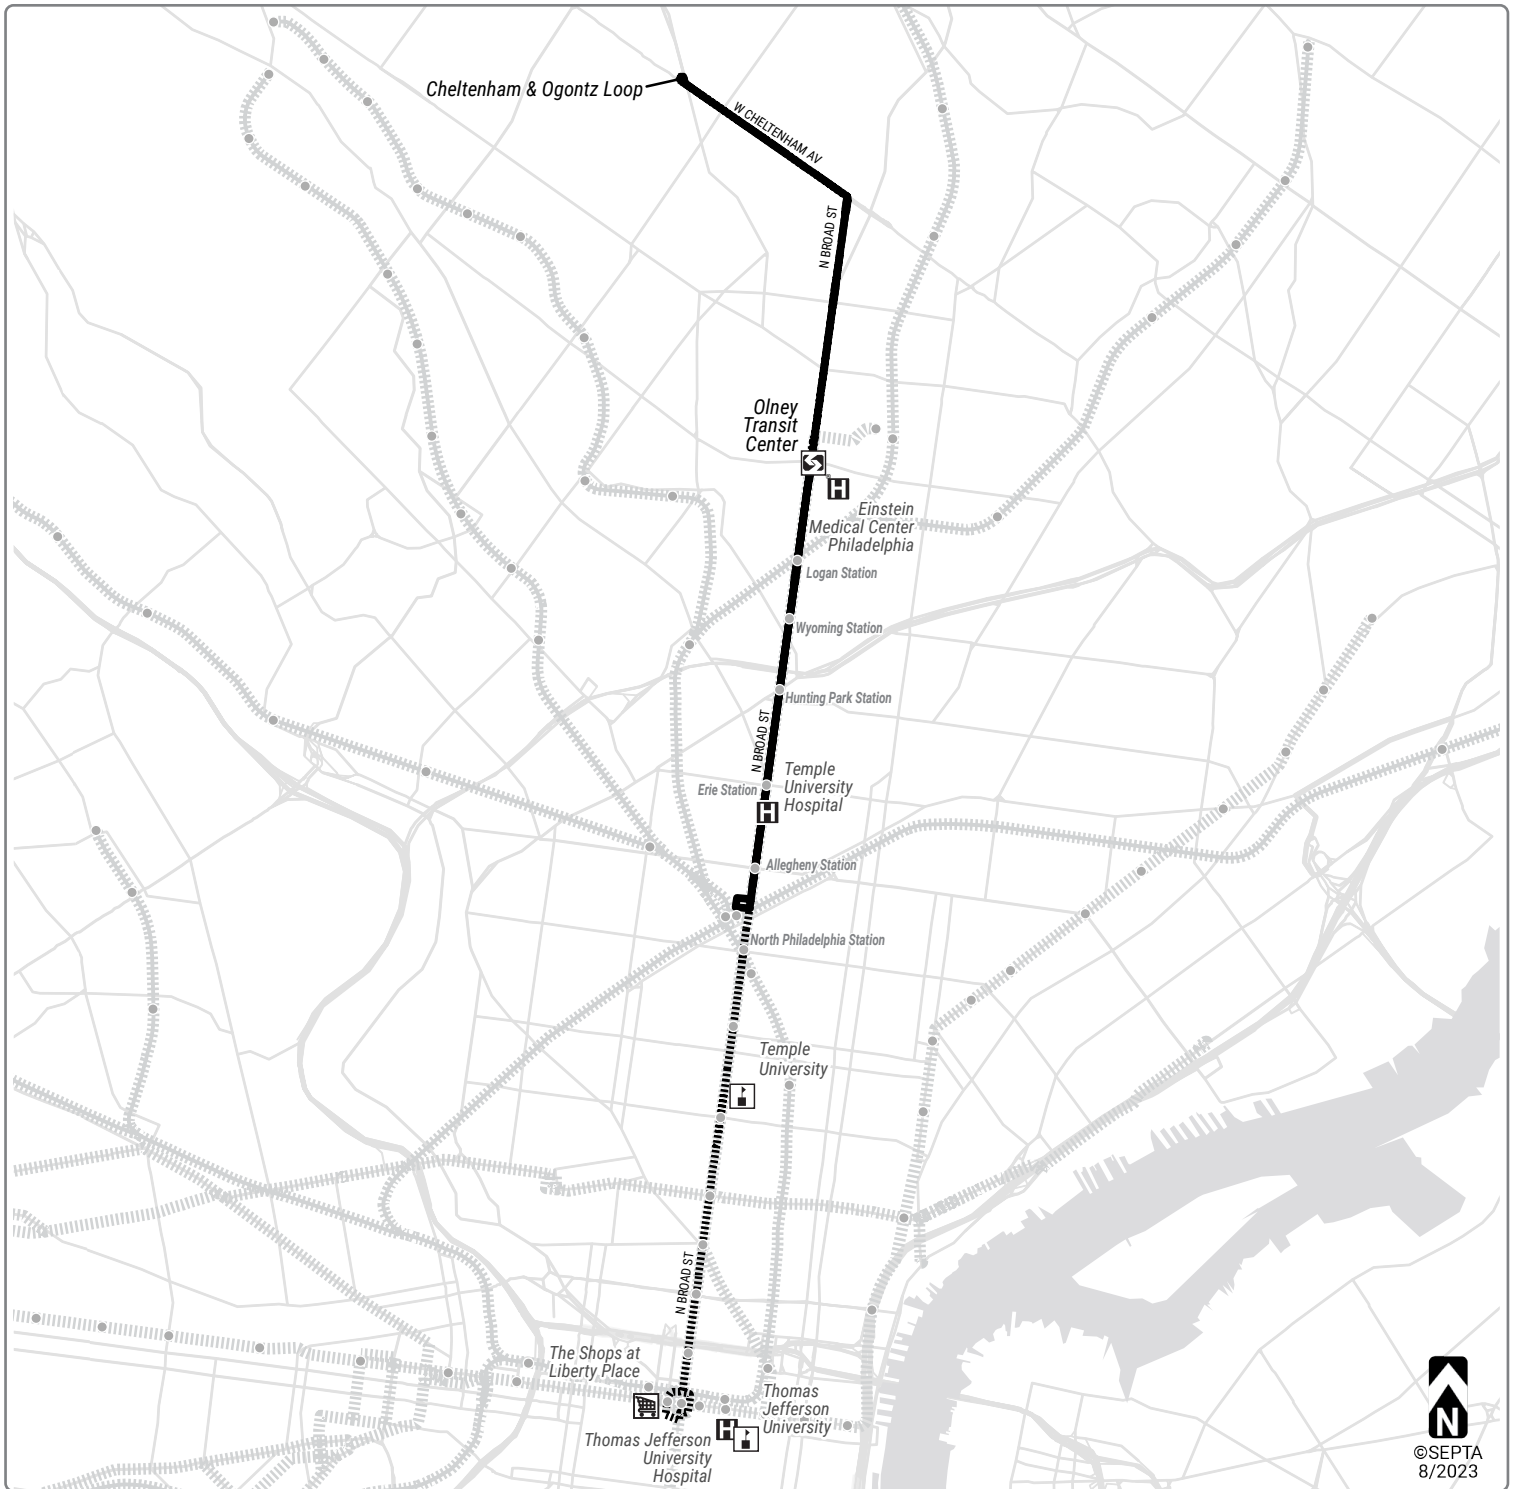 Cheltenham & Ogontz Loop
W CHELTENHAM AV
N BROAD ST
Olney
Transit
Center
H
Einstein
Medical Center
Philadelphia
Logan Station
Wyoming Station
Hunting Park Station
N BROAD ST
Temple
University
Hospital
Erie Station
H
Allegheny Station
North Philadelphia Station
Temple
University
N BROAD ST
The Shops at
Liberty Place
Thomas
Jefferson
University
H
Thomas Jefferson
University
Hospital
N
©SEPTA
8/2023